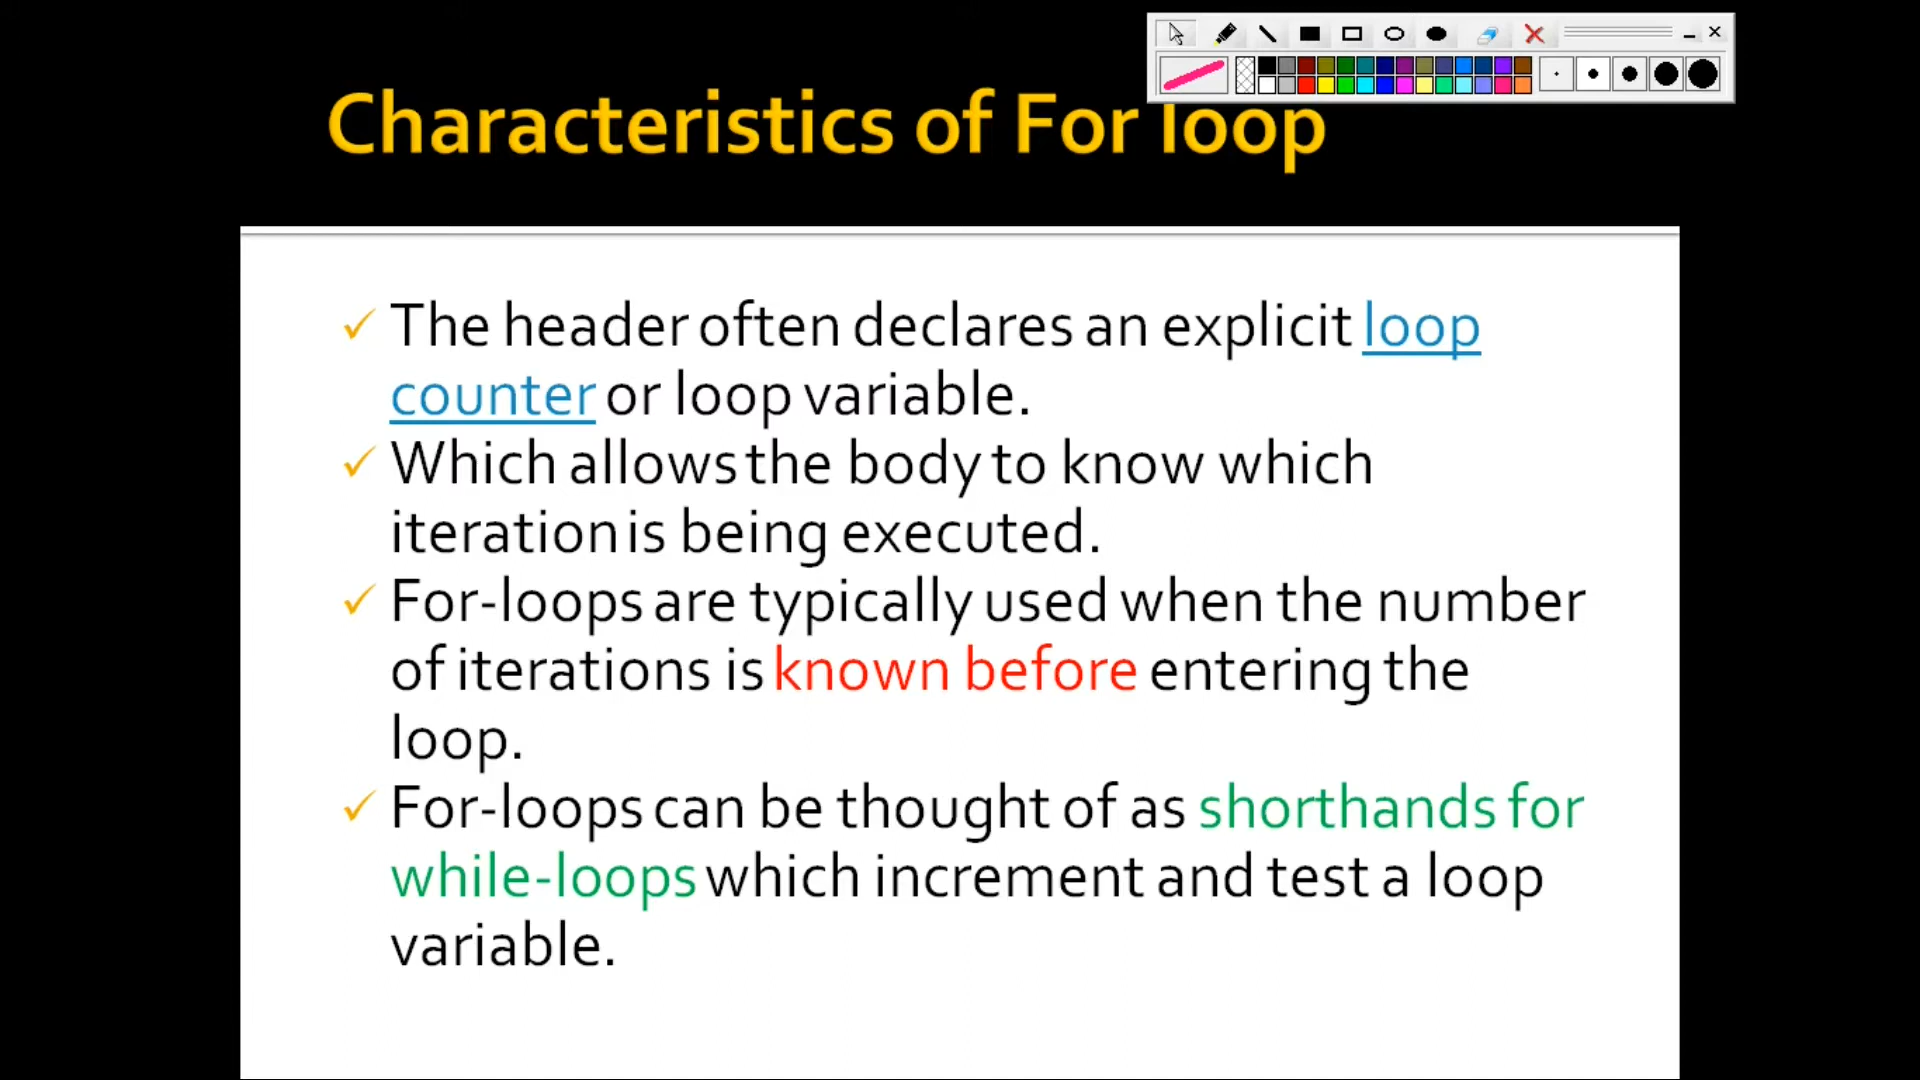 Characteristics of For loop
The header often declares an explicit loop
counter or loop variable.
Which allows the body to know which
iteration is being executed.
For-loops are typically used when the number
of iterations is known before entering the
loop.
For-loops can be thought of as shorthands for
while-loops which increment and test a loop
variable.